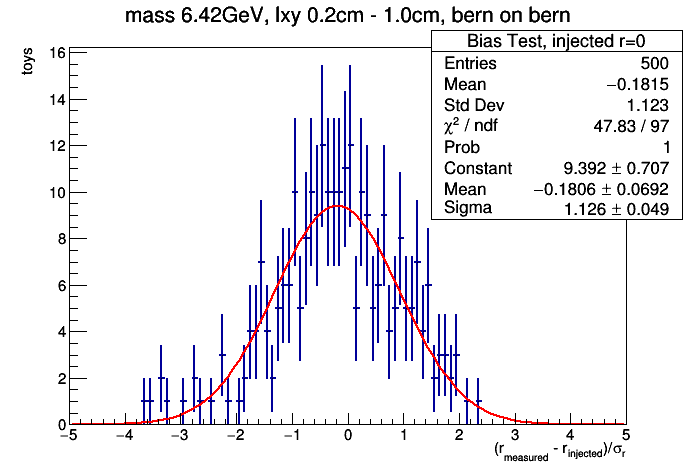 mass 6.42GeV, lxy 0.2cm - 1.0cm, bern on bern
toys
Bias Test, injected r=0
Entries 500
Mean −0.1815
Std Dev 1.123
χ² / ndf 47.83 / 97
Prob 1
Constant 9.392 ± 0.707
Mean −0.1806 ± 0.0692
Sigma 1.126 ± 0.049
16
14
12
10
8
6
4
2
0
−5 −4 −3 −2 −1 0 1 2 3 4 5
(r_measured - r_injected)/σ_r